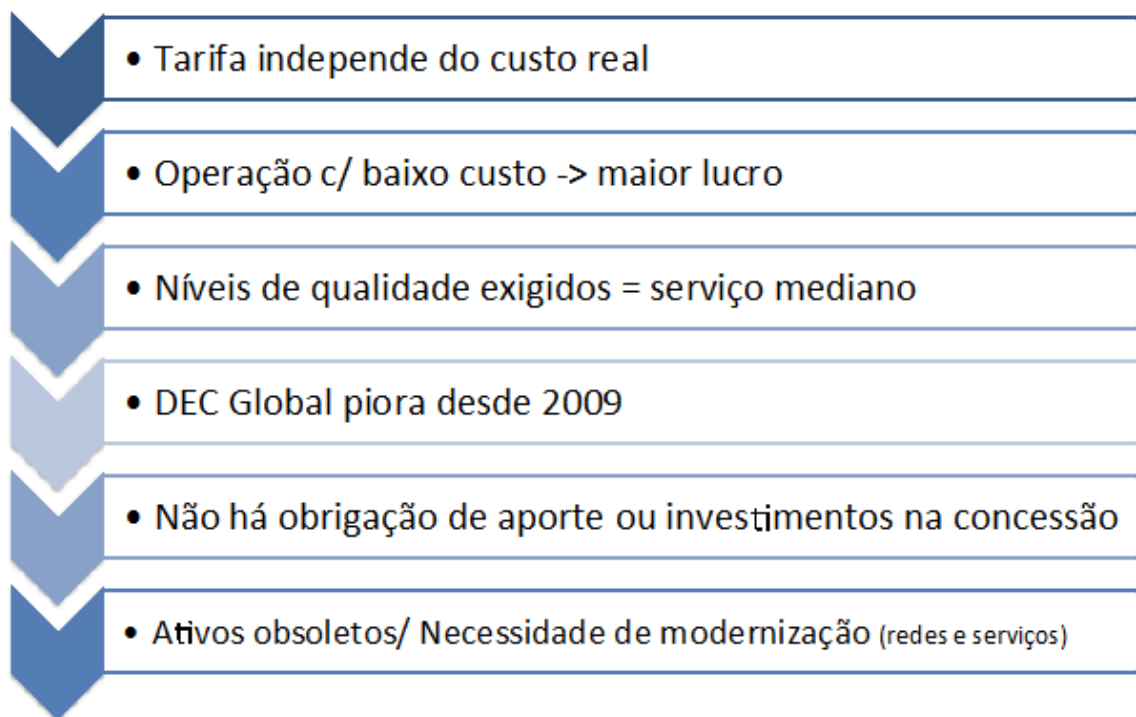 • Tarifa independe do custo real
• Operação c/ baixo custo -> maior lucro
• Níveis de qualidade exigidos = serviço mediano
• DEC Global piora desde 2009
• Não há obrigação de aporte ou investimentos na concessão
• Ativos obsoletos/ Necessidade de modernização (redes e serviços)